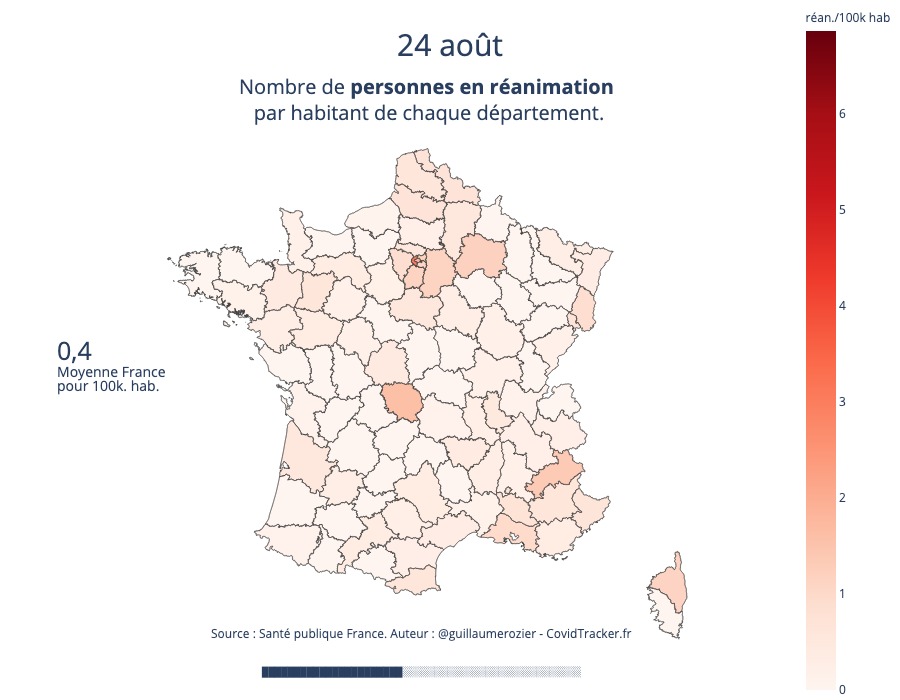 réan./100k hab
24 août
Nombre de personnes en réanimation
par habitant de chaque département.
6
5
4
3
2
1
0
0,4
Moyenne France
pour 100k. hab.
Source : Santé publique France. Auteur : @guillaumerozier - CovidTracker.fr